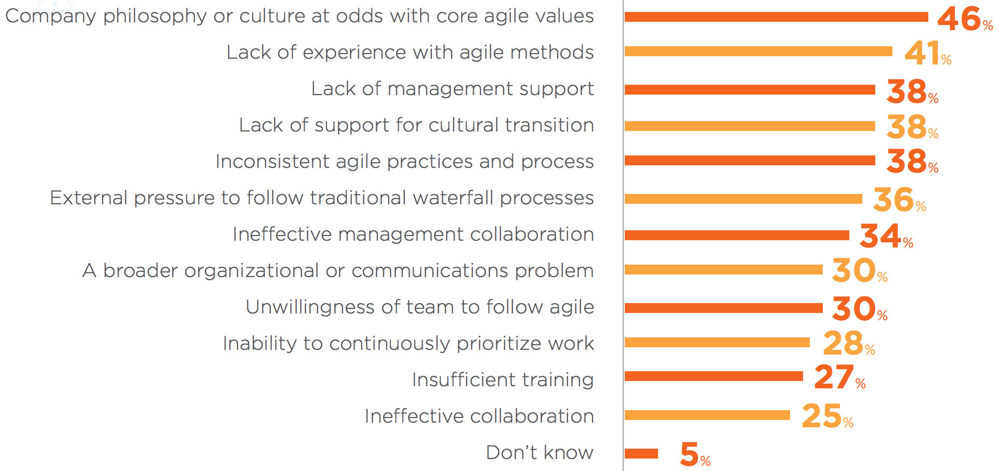 Company philosophy or culture at odds with core agile values 46%
Lack of experience with agile methods 41%
Lack of management support 38%
Lack of support for cultural transition 38%
Inconsistent agile practices and process 38%
External pressure to follow traditional waterfall processes 36%
Ineffective management collaboration 34%
A broader organizational or communications problem 30%
Unwillingness of team to follow agile 30%
Inability to continuously prioritize work 28%
Insufficient training 27%
Ineffective collaboration 25%
Don’t know 5%